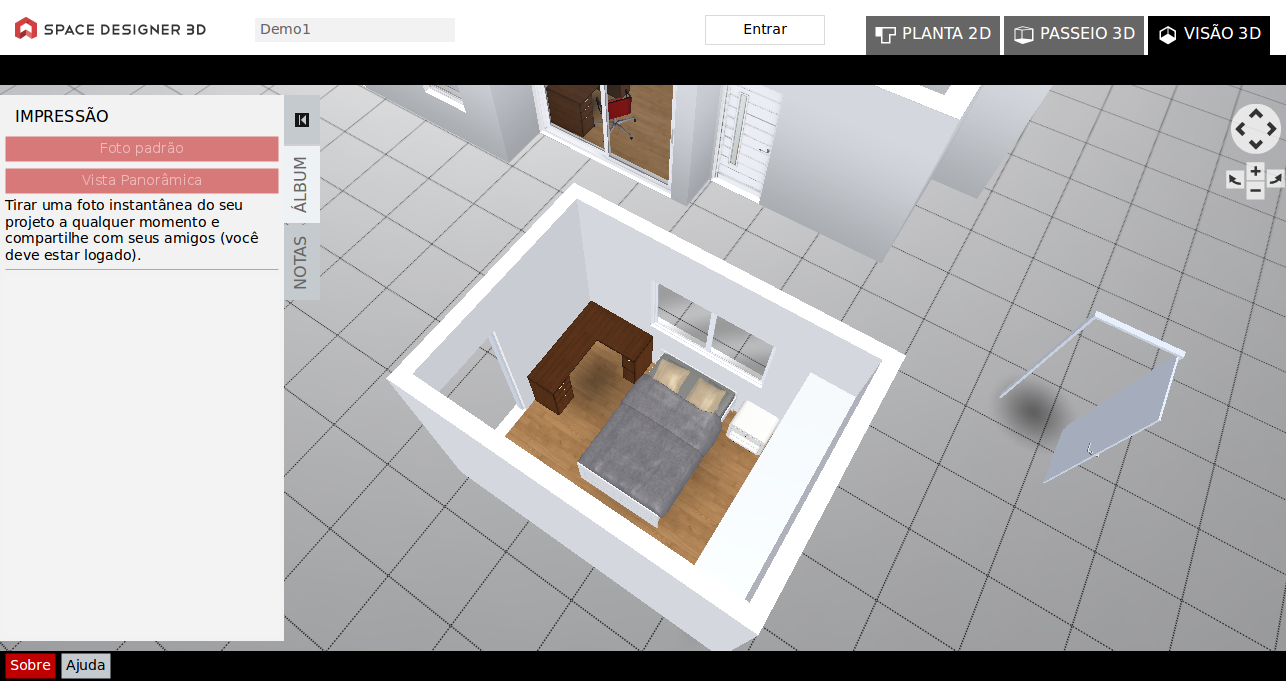 SPACE DESIGNER 3D
Demo1
Entrar
PLANTA 2D
PASSEIO 3D
VISÃO 3D
IMPRESSÃO
Foto padrão
Vista Panorâmica
Tirar uma foto instantânea do seu
projeto a qualquer momento e
compartilhe com seus amigos (você
deve estar logado).
ÁLBUM
NOTAS
Sobre
Ajuda